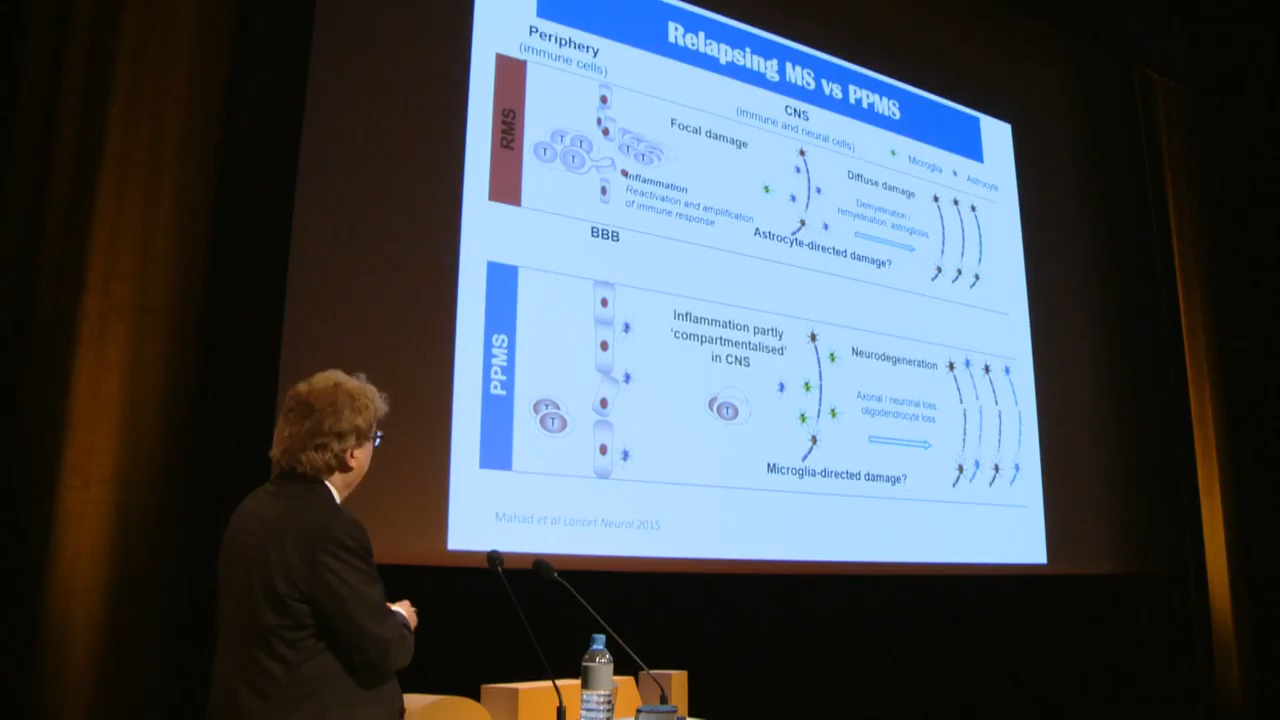 Relapsing MS vs PPMS
Periphery
(immune cells)
CNS
(immune and neural cells)
Microglia
Astrocyte
RMS
T T
T T
T T
Focal damage
Inflammation
Reactivation and amplification
of immune response
Diffuse damage
Demyelination /
remyelination, astrogliosis
Astrocyte-directed damage?
BBB
PPMS
T
T
Inflammation partly
'compartmentalised'
in CNS
T
Neurodegeneration
Axonal / neuronal loss,
oligodendrocyte loss
Microglia-directed damage?
Mahad et al Lancet Neurol 2015